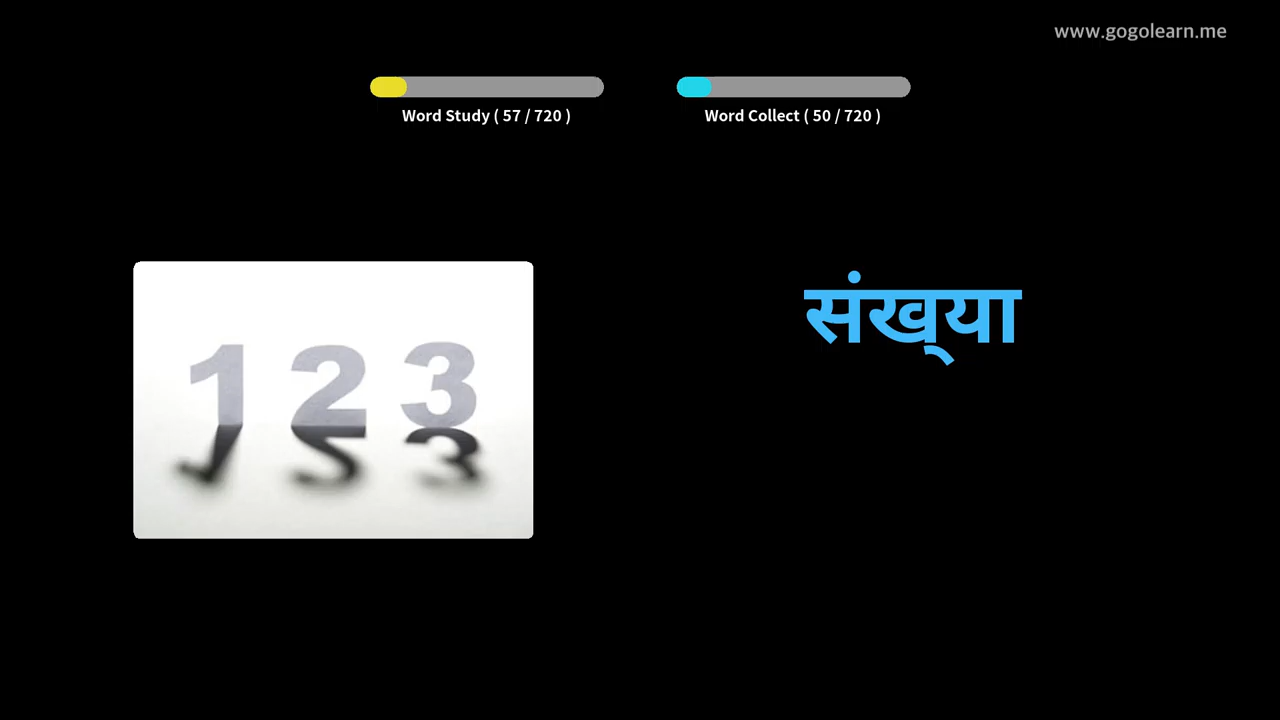 www.gogolearn.me
Word Study ( 57 / 720 )
Word Collect ( 50 / 720 )
1 2 3
संख्या